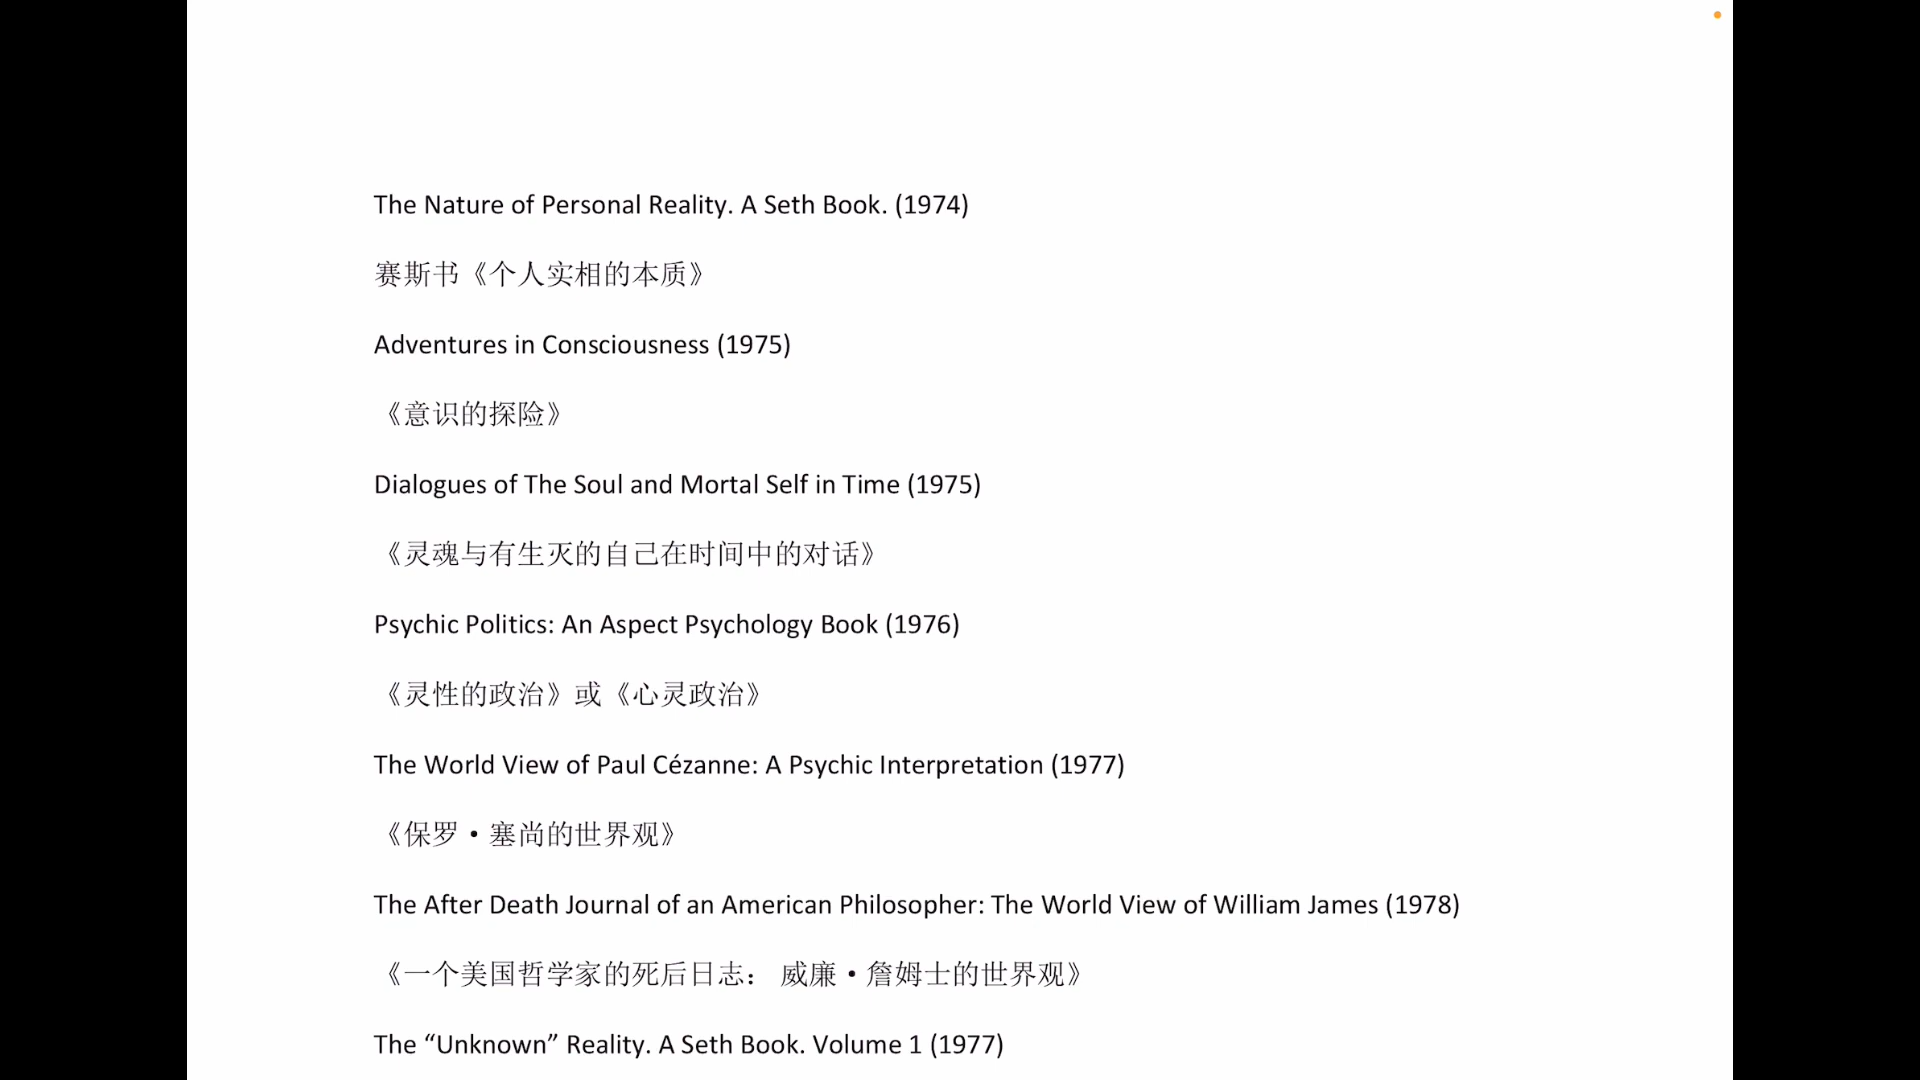 The Nature of Personal Reality. A Seth Book. (1974)
赛斯书《个人实相的本质》
Adventures in Consciousness (1975)
《意识的探险》
Dialogues of The Soul and Mortal Self in Time (1975)
《灵魂与有生灭的自己在时间中的对话》
Psychic Politics: An Aspect Psychology Book (1976)
《灵性的政治》或《心灵政治》
The World View of Paul Cézanne: A Psychic Interpretation (1977)
《保罗·塞尚的世界观》
The After Death Journal of an American Philosopher: The World View of William James (1978)
《一个美国哲学家的死后日志： 威廉·詹姆士的世界观》
The “Unknown” Reality. A Seth Book. Volume 1 (1977)